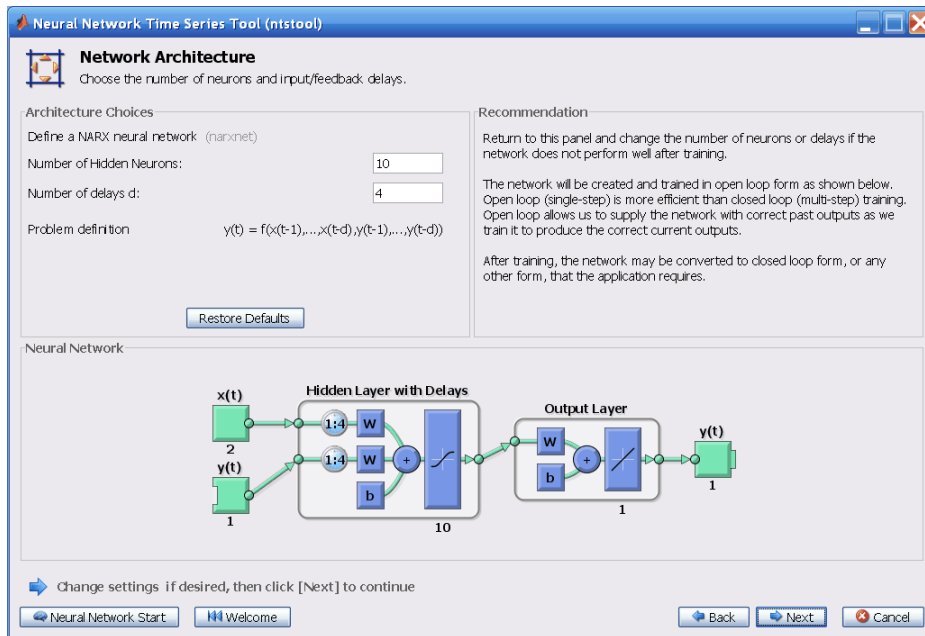 Neural Network Time Series Tool (ntstool)
Network Architecture
Choose the number of neurons and input/feedback delays.
Architecture Choices
Define a NARX neural network (narxnet)
Number of Hidden Neurons: 10
Number of delays d: 4
Problem definition y(t) = f(x(t-1),...,x(t-d),y(t-1),...,y(t-d))
Restore Defaults
Recommendation
Return to this panel and change the number of neurons or delays if the
network does not perform well after training.
The network will be created and trained in open loop form as shown below.
Open loop (single-step) is more efficient than closed loop (multi-step) training.
Open loop allows us to supply the network with correct past outputs as we
train it to produce the correct current outputs.
After training, the network may be converted to closed loop form, or any
other form, that the application requires.
Neural Network
x(t)
2
y(t)
1
Hidden Layer with Delays
1:4 W
1:4 W
+
b
10
Output Layer
W
+
b
1
y(t)
1
Change settings if desired, then click [Next] to continue
Neural Network Start Welcome Back Next Cancel